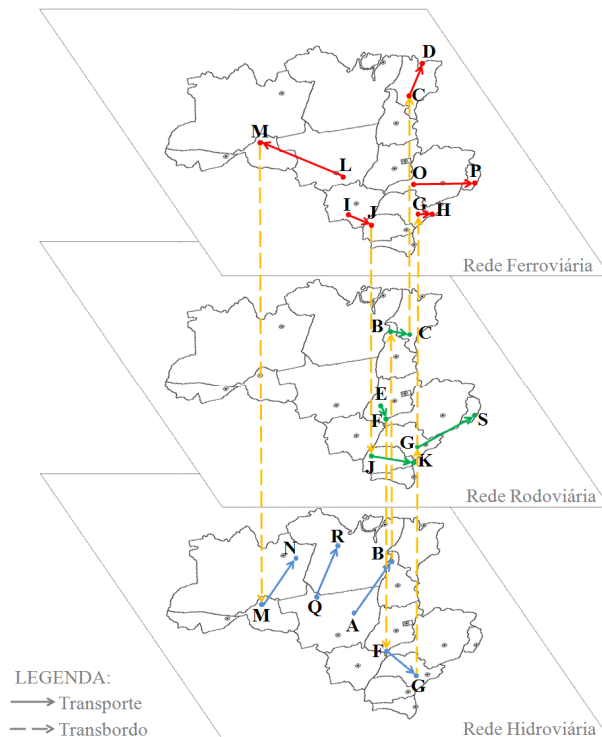 D
C
M
L
O
P
I
J
G
H
Rede Ferroviária
B
C
E
F
S
G
J
K
Rede Rodoviária
N
R
B
M
Q
A
F
G
LEGENDA:
Transporte
Transbordo
Rede Hidroviária